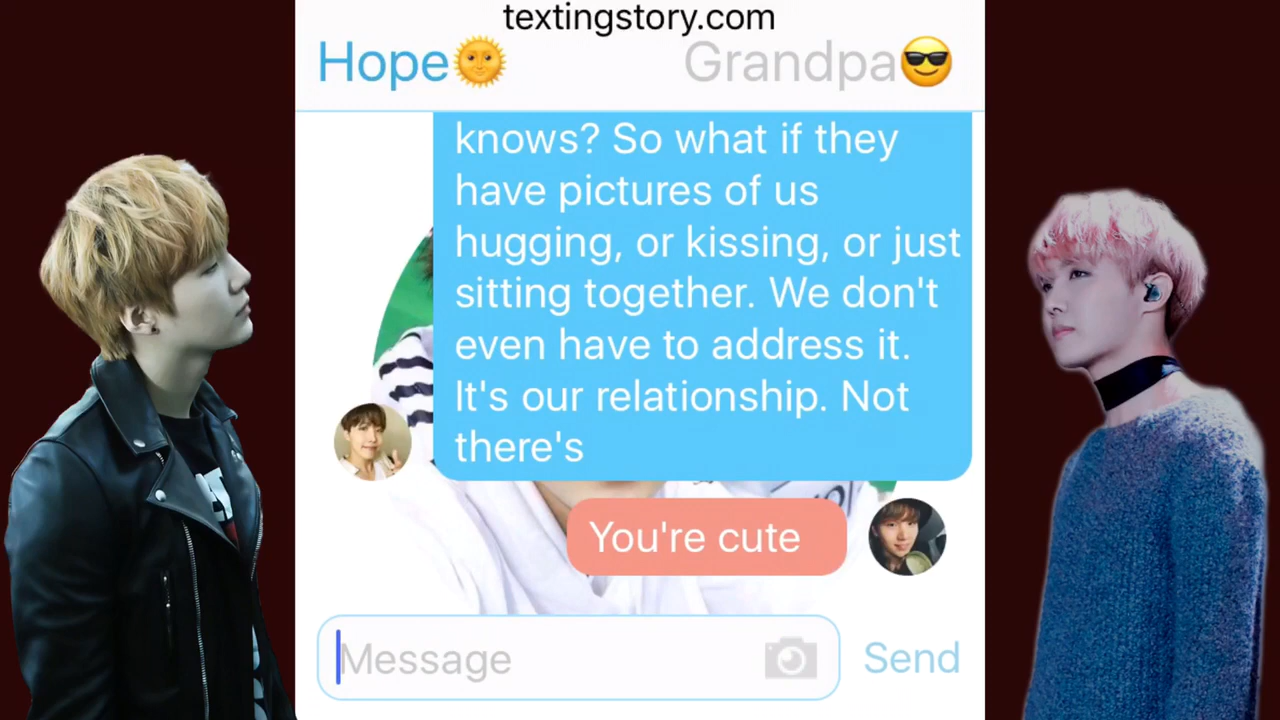 textingstory.com
Hope🌞 Grandpa😎
knows? So what if they
have pictures of us
hugging, or kissing, or just
sitting together. We don't
even have to address it.
It's our relationship. Not
there's
You're cute
Message Send